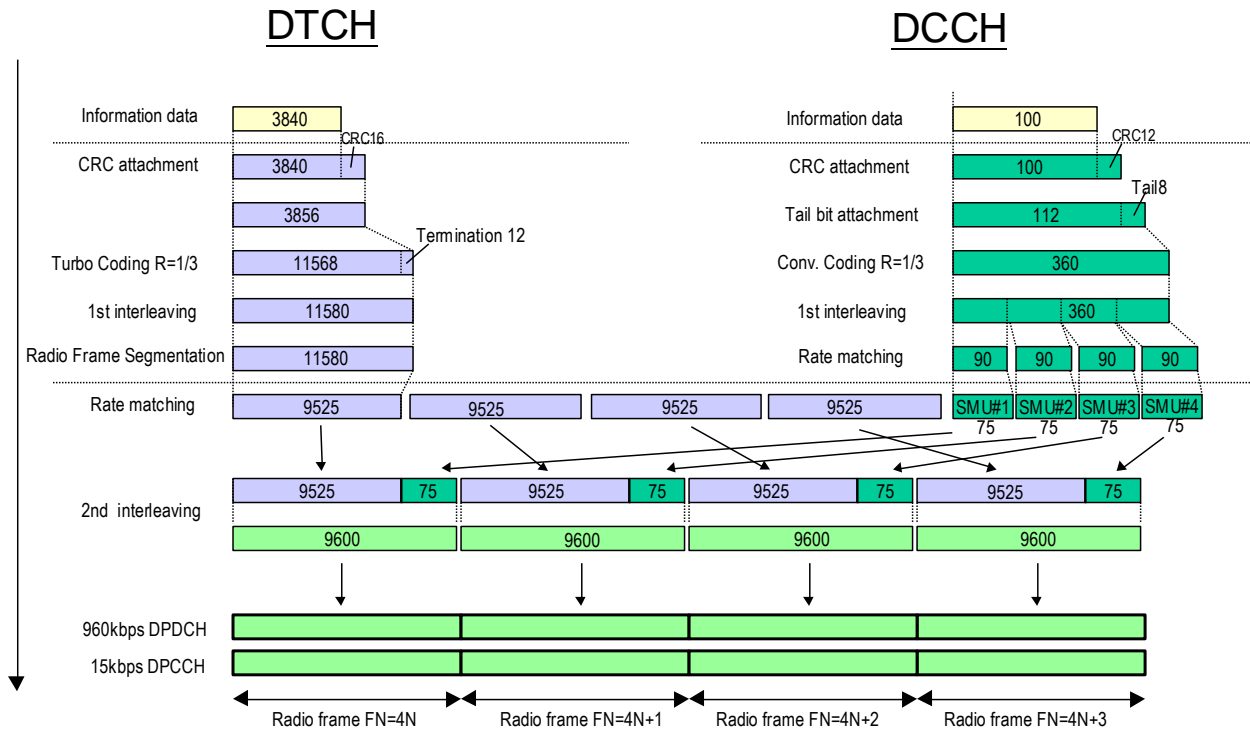 DTCH
DCCH
Information data
3840
CRC16
CRC attachment
3840
3856
Termination 12
Turbo Coding R=1/3
11568
1st interleaving
11580
Radio Frame Segmentation
11580
Information data
100
CRC12
CRC attachment
100
Tail8
Tail bit attachment
112
Conv. Coding R=1/3
360
1st interleaving
360
Rate matching
90 90 90 90
Rate matching
9525 9525 9525 9525
SMU#1 SMU#2 SMU#3 SMU#4
75 75 75 75
2nd interleaving
9525 75 9525 75 9525 75 9525 75
9600 9600 9600 9600
960kbps DPDCH
15kbps DPCCH
Radio frame FN=4N Radio frame FN=4N+1 Radio frame FN=4N+2 Radio frame FN=4N+3